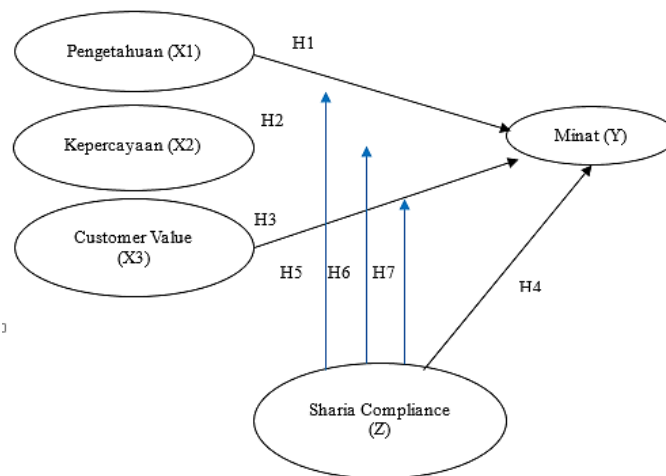 Pengetahuan (X1)
H1
Kepercayaan (X2)
H2
Minat (Y)
Customer Value
(X3)
H3
H5
H6
H7
H4
Sharia Compliance
(Z)